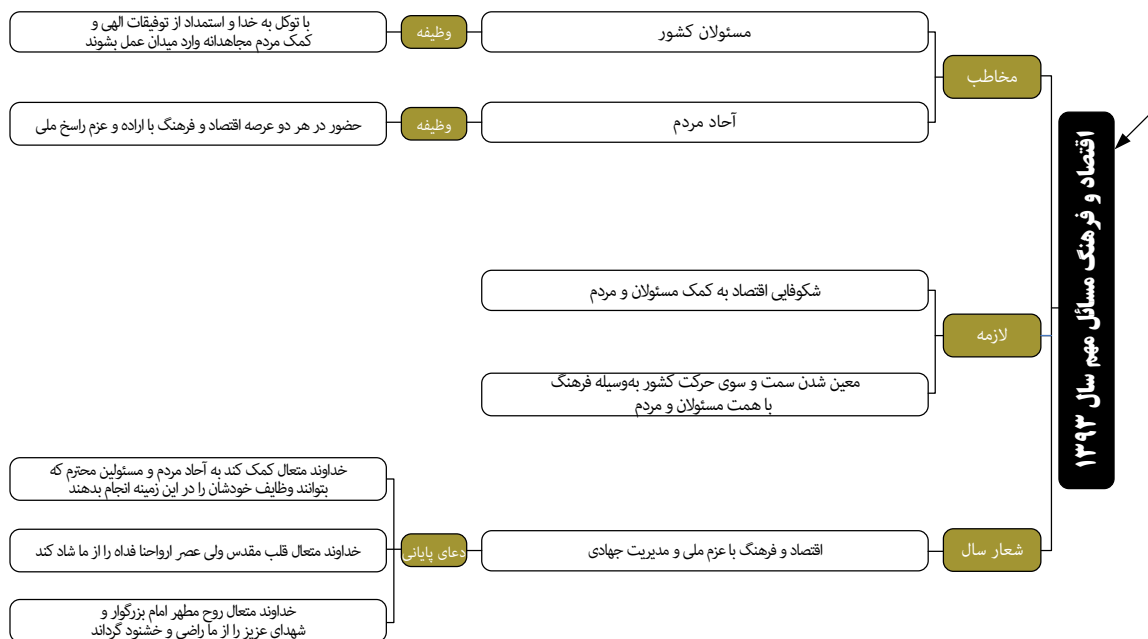 اقتصاد و فرهنگ مسائل مهم سال ۱۳۹۳
مخاطب
مسئولان کشور
وظیفه
با توکل به خدا و استمداد از توفیقات الهی و
کمک مردم مجاهدانه وارد میدان عمل بشوند
آحاد مردم
وظیفه
حضور در هر دو عرصه اقتصاد و فرهنگ با اراده و عزم راسخ ملی
لازمه
شکوفایی اقتصاد به کمک مسئولان و مردم
معین شدن سمت و سوی حرکت کشور به‌وسیله فرهنگ
با همت مسئولان و مردم
شعار سال
اقتصاد و فرهنگ با عزم ملی و مدیریت جهادی
دعای پایانی
خداوند متعال کمک کند به آحاد مردم و مسئولین محترم که
بتوانند وظایف خودشان را در این زمینه انجام بدهند
خداوند متعال قلب مقدس ولی عصر ارواحنا فداه را از ما شاد کند
خداوند متعال روح مطهر امام بزرگوار و
شهدای عزیز را از ما راضی و خشنود گرداند